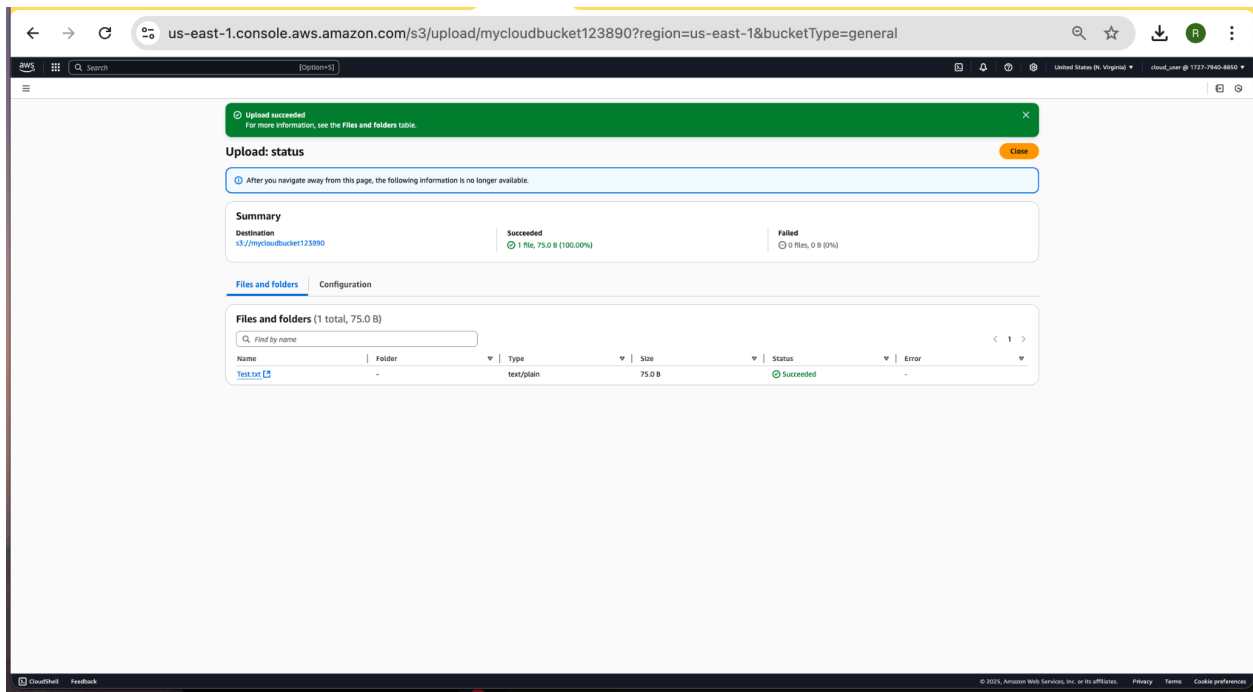 us-east-1.console.aws.amazon.com/s3/upload/mycloudbucket123890?region=us-east-1&bucketType=general
R
aws
Search [Option+S]
United States (N. Virginia)
cloud_user @ 1727-7940-8850
Upload succeeded
For more information, see the Files and folders table.
Upload: status
Close
After you navigate away from this page, the following information is no longer available.
Summary
Destination Succeeded Failed
s3://mycloudbucket123890 1 file, 75.0 B (100.00%) 0 files, 0 B (0%)
Files and folders Configuration
Files and folders (1 total, 75.0 B)
Find by name
1
Name Folder Type Size Status Error
Test.txt - text/plain 75.0 B Succeeded -
CloudShell Feedback © 2025, Amazon Web Services, Inc. or its affiliates. Privacy Terms Cookie preferences